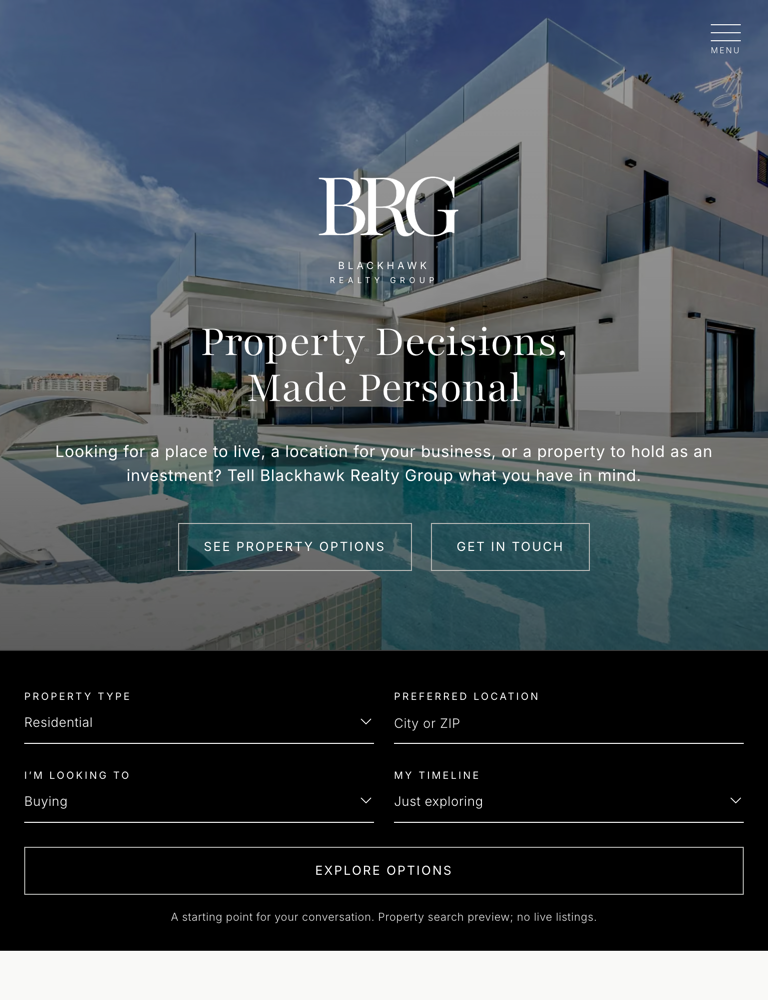 MENU
BRG
BLACKHAWK
REALTY GROUP
Property Decisions,
Made Personal
Looking for a place to live, a location for your business, or a property to hold as an
investment? Tell Blackhawk Realty Group what you have in mind.
SEE PROPERTY OPTIONS
GET IN TOUCH
PROPERTY TYPE
Residential
PREFERRED LOCATION
City or ZIP
I'M LOOKING TO
Buying
MY TIMELINE
Just exploring
EXPLORE OPTIONS
A starting point for your conversation. Property search preview; no live listings.